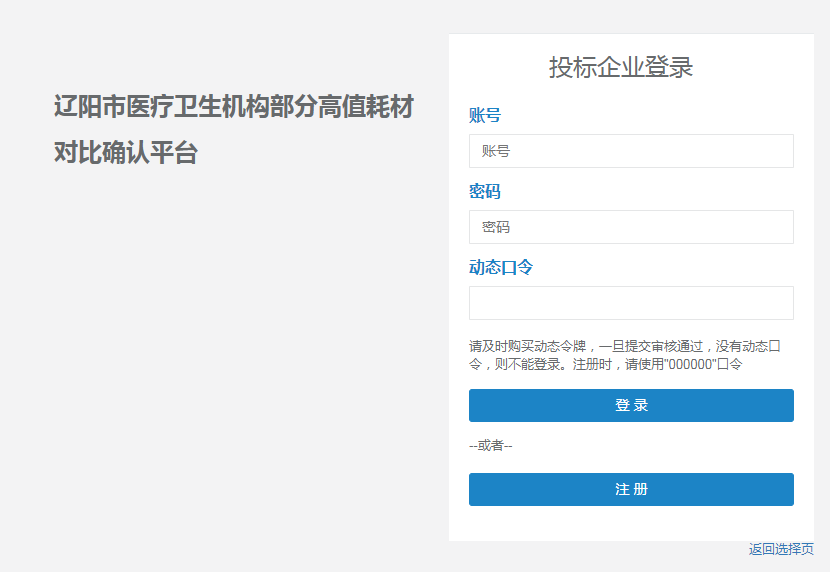 辽阳市医疗卫生机构部分高值耗材
对比确认平台
投标企业登录
账号
账号
密码
密码
动态口令
请及时购买动态令牌，一旦提交审核通过，没有动态口
令，则不能登录。注册时，请使用"000000"口令
登 录
--或者--
注 册
返回选择页